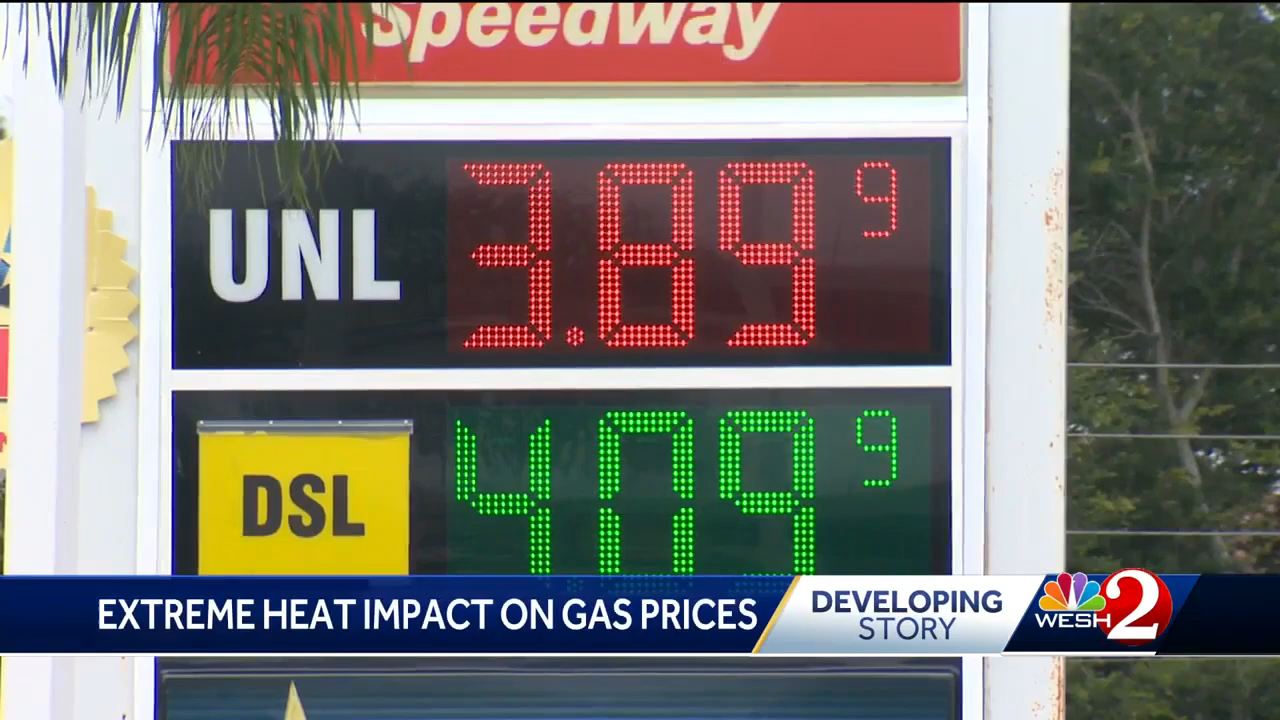 Speedway
UNL 3.89 9
DSL 4.09 9
EXTREME HEAT IMPACT ON GAS PRICES
DEVELOPING
STORY
WESH 2